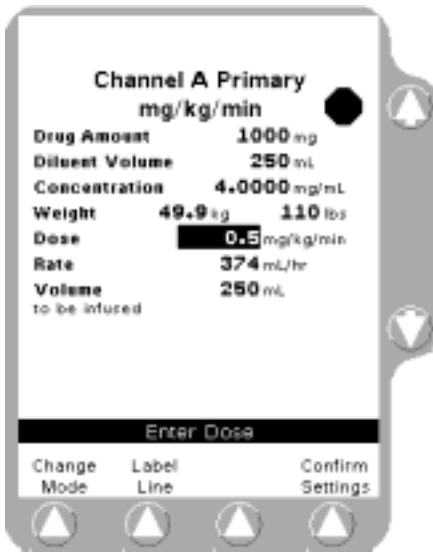 Channel A Primary
mg/kg/min
Drug Amount 1000 mg
Diluent Volume 250 mL
Concentration 4.0000 mg/mL
Weight 49.9 kg 110 lbs
Dose 0.5 mg/kg/min
Rate 374 mL/hr
Volume 250 mL
to be infused
Enter Dose
Change Label Confirm
Mode Line Settings